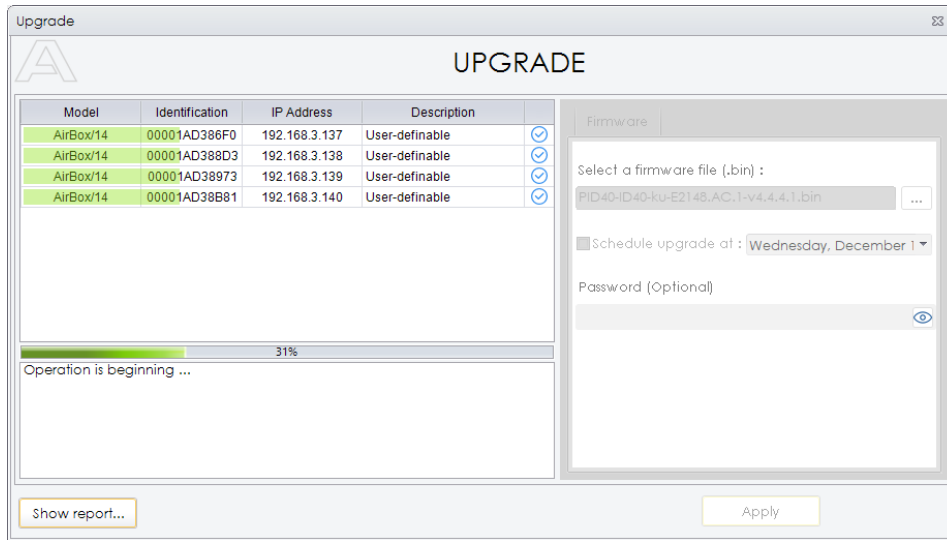 Upgrade
UPGRADE
Model Identification IP Address Description
AirBox/14 00001AD386F0 192.168.3.137 User-definable
AirBox/14 00001AD388D3 192.168.3.138 User-definable
AirBox/14 00001AD38973 192.168.3.139 User-definable
AirBox/14 00001AD38B81 192.168.3.140 User-definable
31%
Operation is beginning ...
Firmware
Select a firmware file (.bin) :
PID40-ID40-ku-E2148.AC.1-v4.4.4.1.bin ...
Schedule upgrade at : Wednesday, December 1
Password (Optional)
Show report... Apply